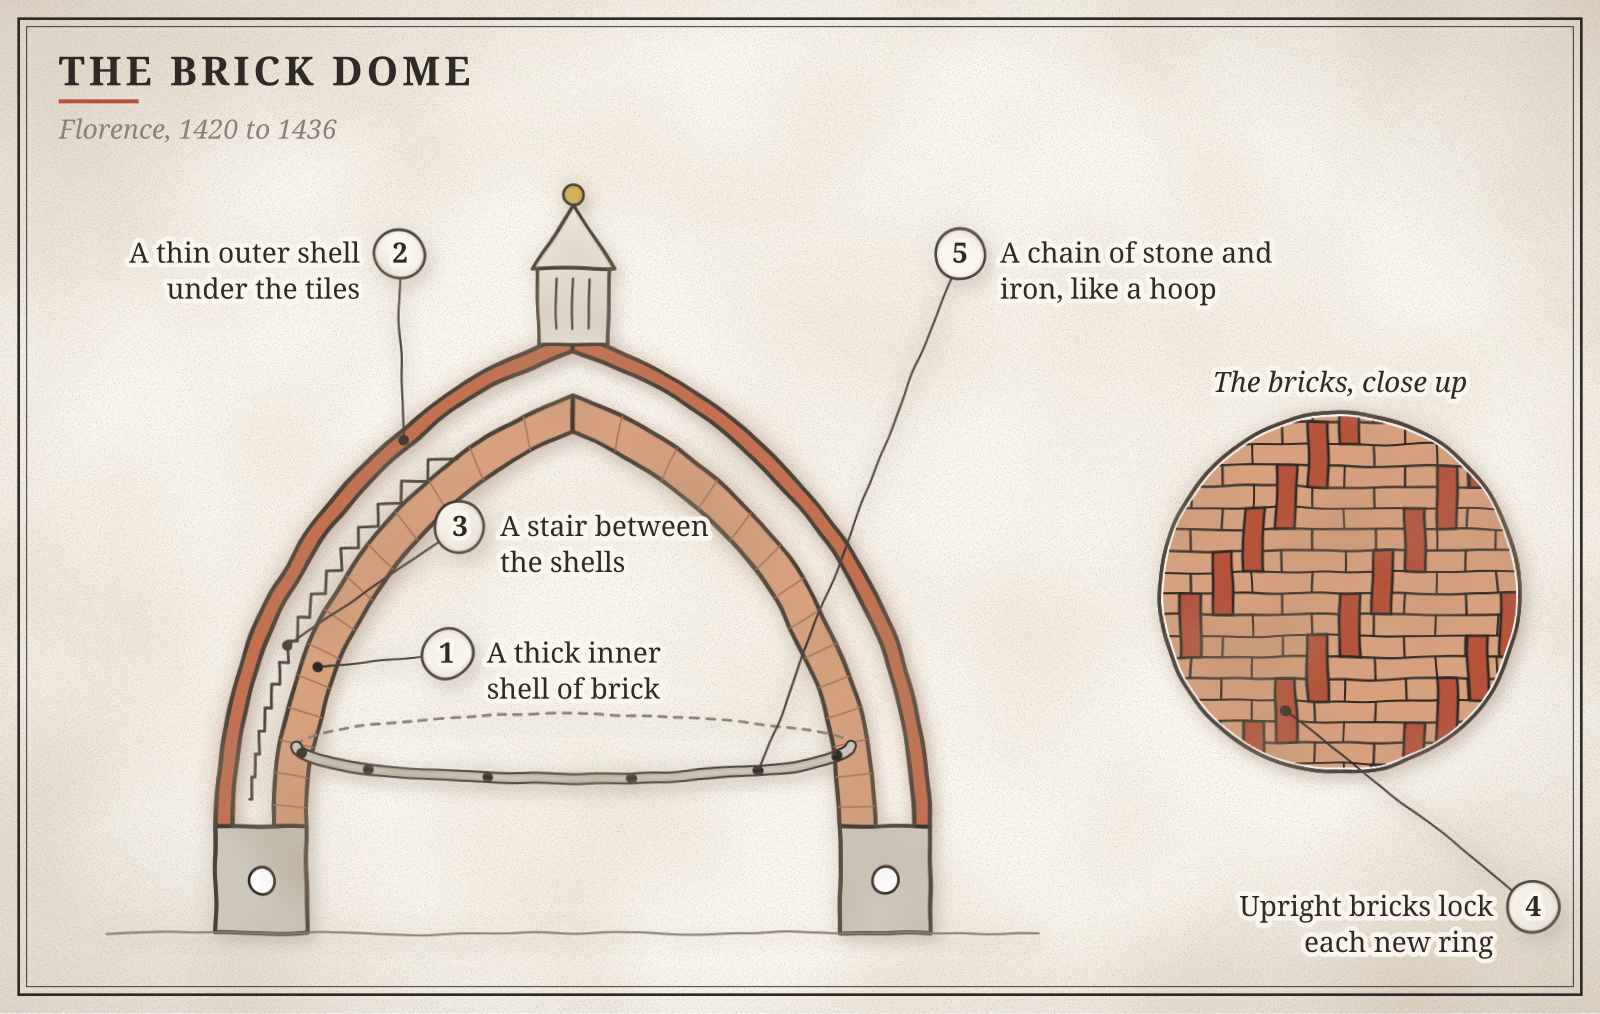 THE BRICK DOME
Florence, 1420 to 1436
2
A thin outer shell
under the tiles
5
A chain of stone and
iron, like a hoop
The bricks, close up
3
A stair between
the shells
1
A thick inner
shell of brick
4
Upright bricks lock
each new ring